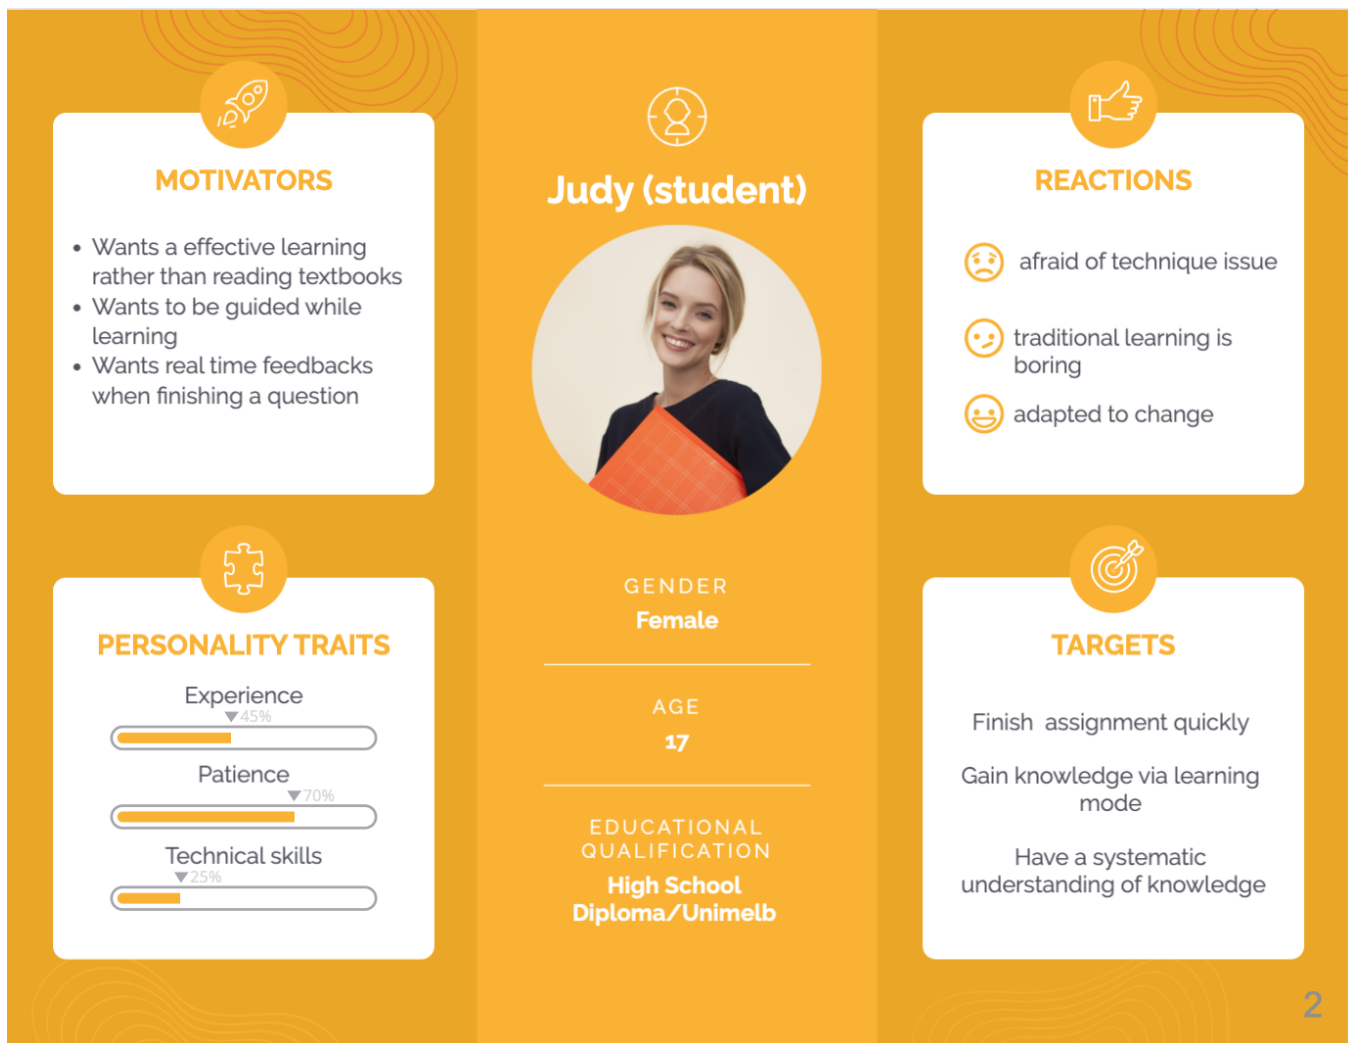 MOTIVATORS
• Wants a effective learning
rather than reading textbooks
• Wants to be guided while
learning
• Wants real time feedbacks
when finishing a question
PERSONALITY TRAITS
Experience
45%
Patience
70%
Technical skills
25%
Judy (student)
GENDER
Female
AGE
17
EDUCATIONAL
QUALIFICATION
High School
Diploma/Unimelb
REACTIONS
afraid of technique issue
traditional learning is
boring
adapted to change
TARGETS
Finish assignment quickly
Gain knowledge via learning
mode
Have a systematic
understanding of knowledge
2